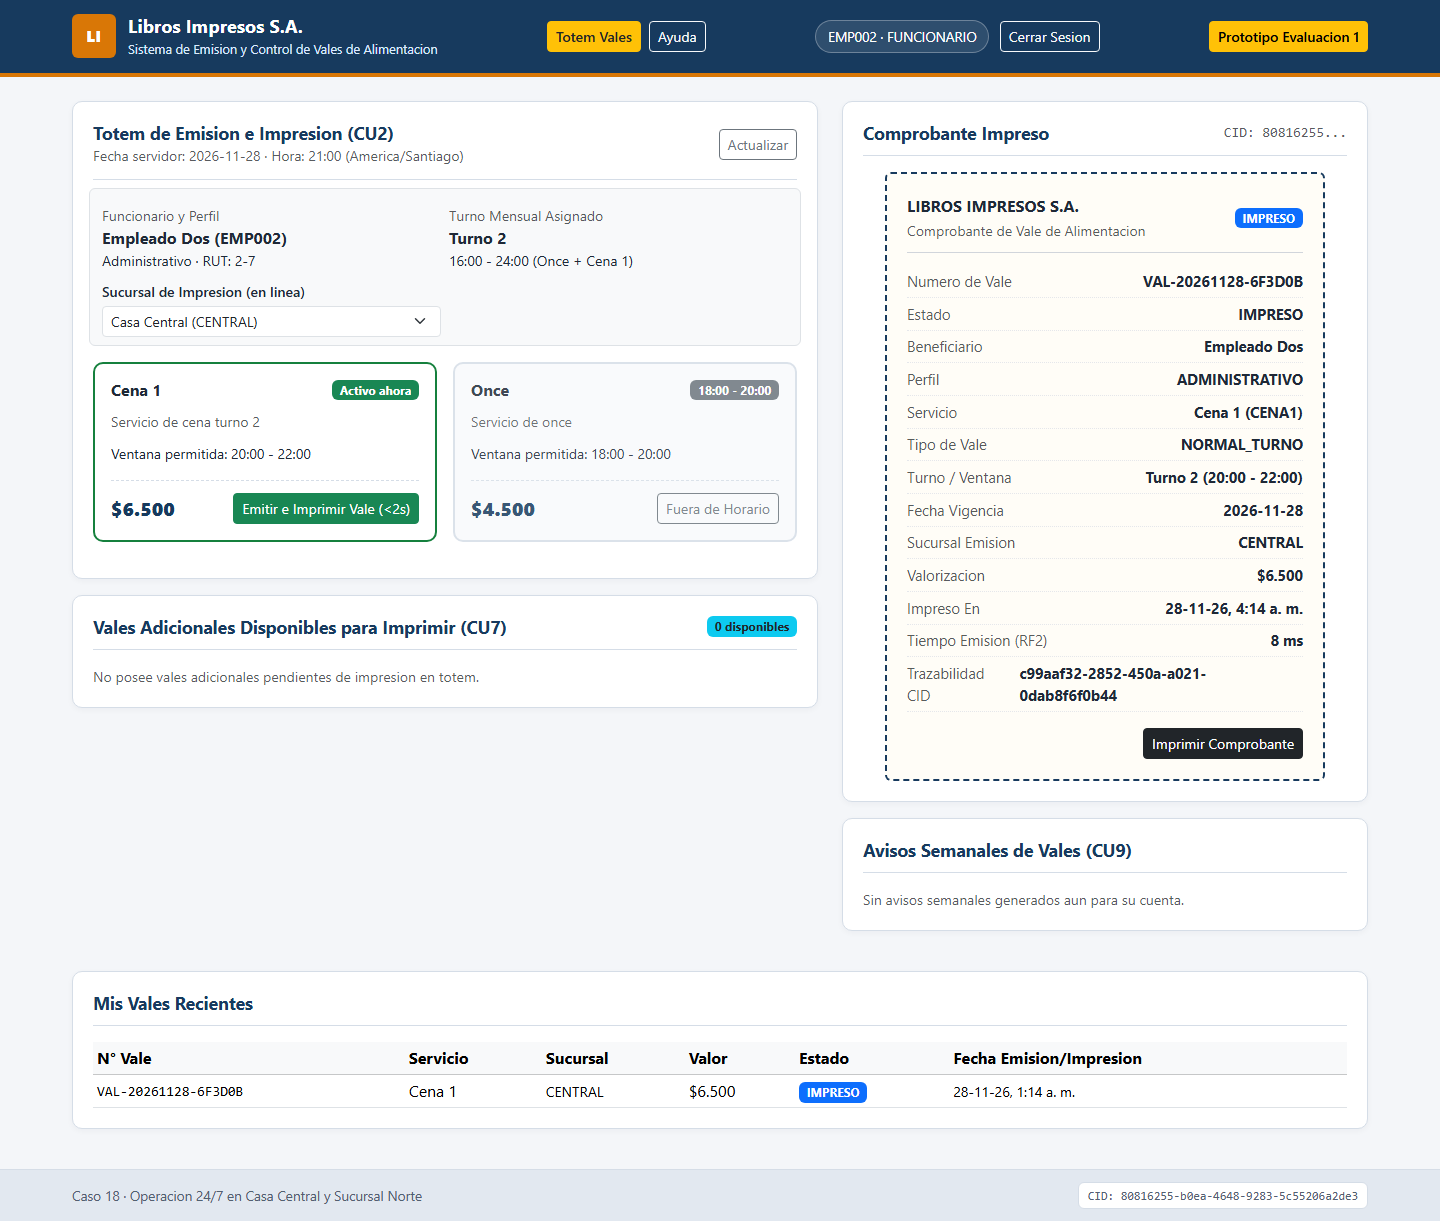 LI
Libros Impresos S.A.
Sistema de Emision y Control de Vales de Alimentacion
Totem Vales
Ayuda
EMP002 · FUNCIONARIO
Cerrar Sesion
Prototipo Evaluacion 1
Totem de Emision e Impresion (CU2)
Fecha servidor: 2026-11-28 · Hora: 21:00 (America/Santiago)
Actualizar
Funcionario y Perfil
Empleado Dos (EMP002)
Administrativo · RUT: 2-7
Turno Mensual Asignado
Turno 2
16:00 - 24:00 (Once + Cena 1)
Sucursal de Impresion (en linea)
Casa Central (CENTRAL)
Cena 1
Activo ahora
Servicio de cena turno 2
Ventana permitida: 20:00 - 22:00
$6.500
Emitir e Imprimir Vale (<2s)
Once
18:00 - 20:00
Servicio de once
Ventana permitida: 18:00 - 20:00
$4.500
Fuera de Horario
Vales Adicionales Disponibles para Imprimir (CU7)
0 disponibles
No posee vales adicionales pendientes de impresion en totem.
Comprobante Impreso
CID: 80816255...
LIBROS IMPRESOS S.A.
Comprobante de Vale de Alimentacion
IMPRESO
Numero de Vale VAL-20261128-6F3D0B
Estado IMPRESO
Beneficiario Empleado Dos
Perfil ADMINISTRATIVO
Servicio Cena 1 (CENA1)
Tipo de Vale NORMAL_TURNO
Turno / Ventana Turno 2 (20:00 - 22:00)
Fecha Vigencia 2026-11-28
Sucursal Emision CENTRAL
Valorizacion $6.500
Impreso En 28-11-26, 4:14 a. m.
Tiempo Emision (RF2) 8 ms
Trazabilidad CID c99aaf32-2852-450a-a021-
0dab8f6f0b44
Imprimir Comprobante
Avisos Semanales de Vales (CU9)
Sin avisos semanales generados aun para su cuenta.
Mis Vales Recientes
N° Vale Servicio Sucursal Valor Estado Fecha Emision/Impresion
VAL-20261128-6F3D0B Cena 1 CENTRAL $6.500 IMPRESO 28-11-26, 1:14 a. m.
Caso 18 · Operacion 24/7 en Casa Central y Sucursal Norte
CID: 80816255-b0ea-4648-9283-5c55206a2de3